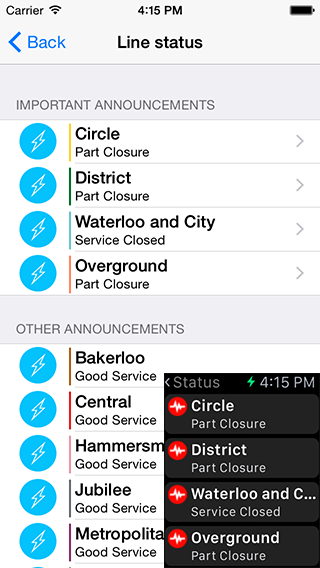 Carrier 4:15 PM
Back Line status
IMPORTANT ANNOUNCEMENTS
Circle
Part Closure
District
Part Closure
Waterloo and City
Service Closed
Overground
Part Closure
OTHER ANNOUNCEMENTS
Bakerloo
Good Service
Central
Good Service
Hammersm
Good Service
Jubilee
Good Service
Metropolita
Good Service
Status 4:15 PM
Circle
Part Closure
District
Part Closure
Waterloo and C...
Service Closed
Overground
Part Closure